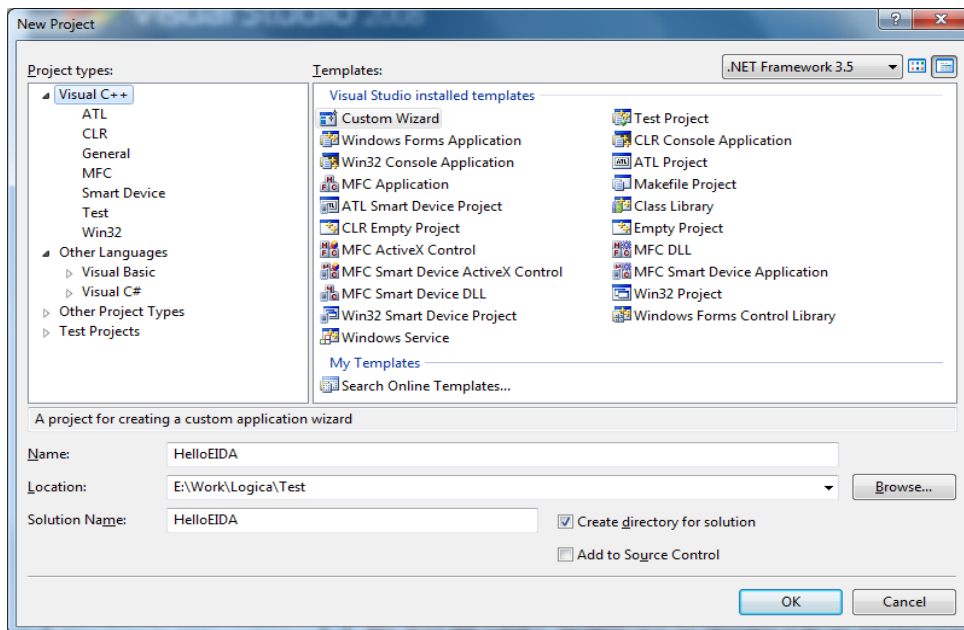 Visual Studio 2008
New Project
Project types:
Templates:
.NET Framework 3.5
Visual C++
ATL
CLR
General
MFC
Smart Device
Test
Win32
Other Languages
Visual Basic
Visual C#
Other Project Types
Test Projects
Visual Studio installed templates
Custom Wizard
Test Project
Windows Forms Application
CLR Console Application
Win32 Console Application
ATL Project
MFC Application
Makefile Project
ATL Smart Device Project
Class Library
CLR Empty Project
Empty Project
MFC ActiveX Control
MFC DLL
MFC Smart Device ActiveX Control
MFC Smart Device Application
MFC Smart Device DLL
Win32 Project
Win32 Smart Device Project
Windows Forms Control Library
Windows Service
My Templates
Search Online Templates...
A project for creating a custom application wizard
Name:
HelloEIDA
Location:
E:\Work\Logica\Test
Browse...
Solution Name:
HelloEIDA
Create directory for solution
Add to Source Control
OK
Cancel